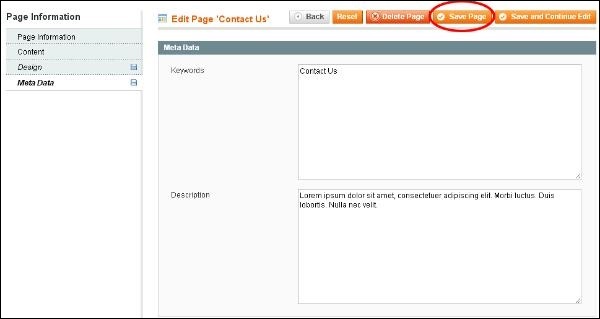 Page Information
Page Information
Content
Design
Meta Data
Edit Page 'Contact Us'
Back
Reset
Delete Page
Save Page
Save and Continue Edit
Meta Data
Keywords
Contact Us
Description
Lorem ipsum dolor sit amet, consectetuer adipiscing elit. Morbi luctus. Duis
lobortis. Nulla nec velit.